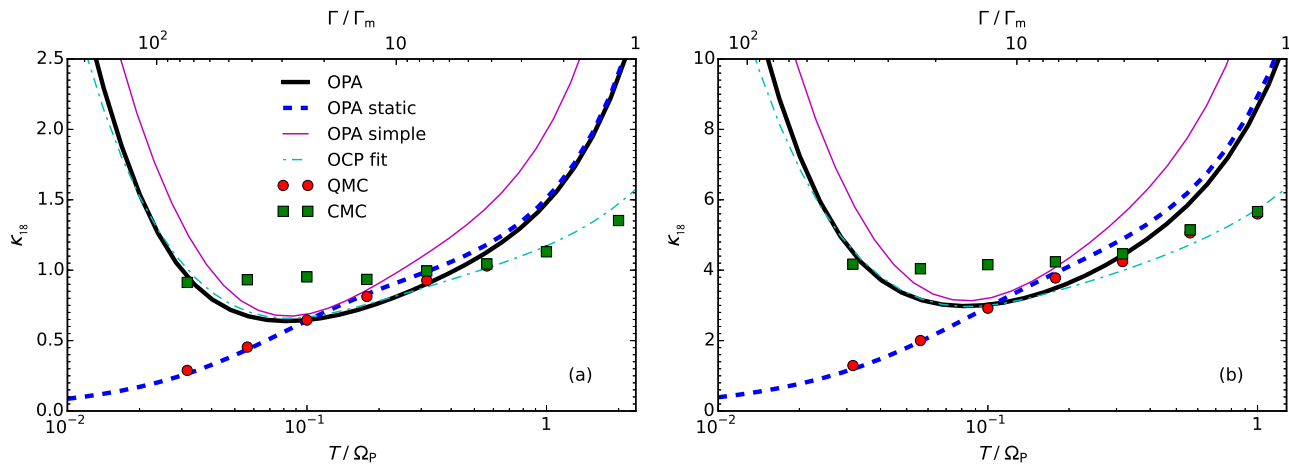 Γ / Γₘ
10² 10 1
2.5
2.0
1.5
1.0
0.5
0.0
κ₁₈
OPA
OPA static
OPA simple
OCP fit
QMC
CMC
(a)
10⁻² 10⁻¹ 1
T / Ω_P
Γ / Γₘ
10² 10 1
10
8
6
4
2
0
κ₁₈
(b)
10⁻² 10⁻¹ 1
T / Ω_P